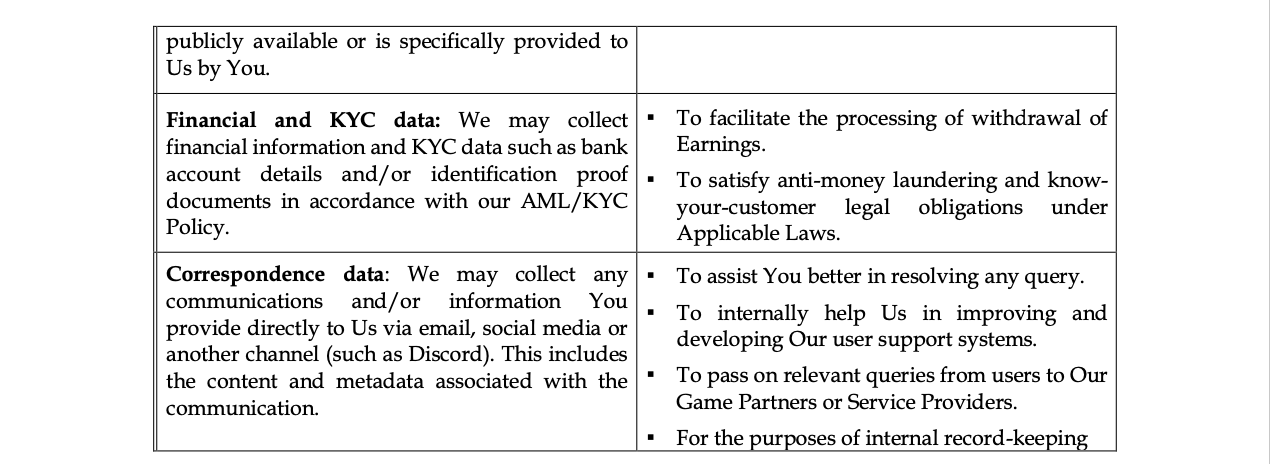 publicly available or is specifically provided to
Us by You.
Financial and KYC data: We may collect
financial information and KYC data such as bank
account details and/or identification proof
documents in accordance with our AML/KYC
Policy.
▪ To facilitate the processing of withdrawal of
Earnings.
▪ To satisfy anti-money laundering and know-
your-customer legal obligations under
Applicable Laws.
Correspondence data: We may collect any
communications and/or information You
provide directly to Us via email, social media or
another channel (such as Discord). This includes
the content and metadata associated with the
communication.
▪ To assist You better in resolving any query.
▪ To internally help Us in improving and
developing Our user support systems.
▪ To pass on relevant queries from users to Our
Game Partners or Service Providers.
▪ For the purposes of internal record-keeping